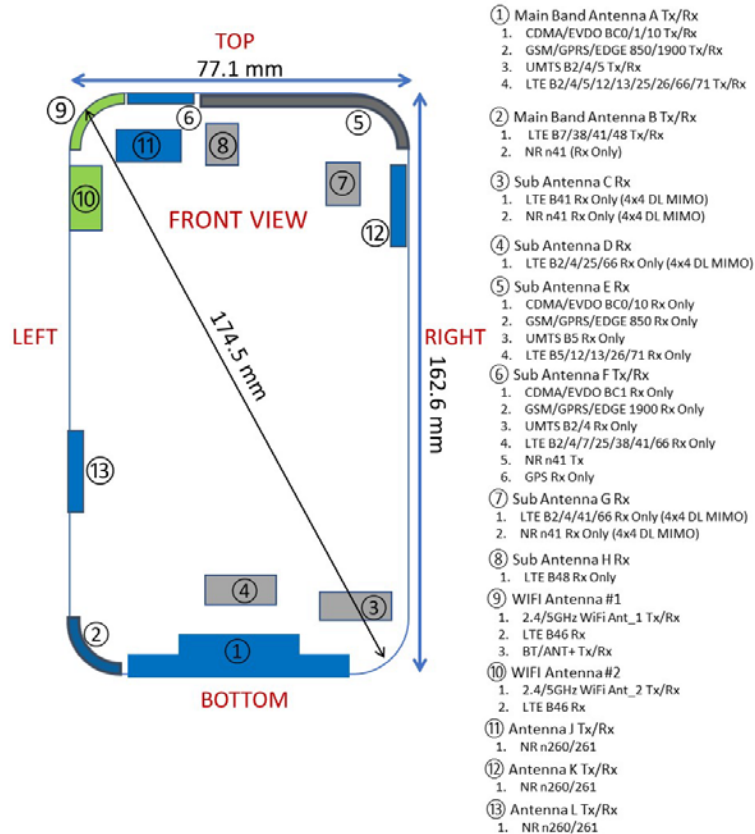 TOP
77.1 mm
⑨
⑥
⑤
⑪
⑧
⑦
⑩
FRONT VIEW
⑫
LEFT
174.5 mm
RIGHT
162.6 mm
⑬
④
③
②
①
BOTTOM
① Main Band Antenna A Tx/Rx
1. CDMA/EVDO BC0/1/10 Tx/Rx
2. GSM/GPRS/EDGE 850/1900 Tx/Rx
3. UMTS B2/4/5 Tx/Rx
4. LTE B2/4/5/12/13/25/26/66/71 Tx/Rx
② Main Band Antenna B Tx/Rx
1. LTE B7/38/41/48 Tx/Rx
2. NR n41 (Rx Only)
③ Sub Antenna C Rx
1. LTE B41 Rx Only (4x4 DL MIMO)
2. NR n41 Rx Only (4x4 DL MIMO)
④ Sub Antenna D Rx
1. LTE B2/4/25/66 Rx Only (4x4 DL MIMO)
⑤ Sub Antenna E Rx
1. CDMA/EVDO BC0/10 Rx Only
2. GSM/GPRS/EDGE 850 Rx Only
3. UMTS B5 Rx Only
4. LTE B5/12/13/26/71 Rx Only
⑥ Sub Antenna F Tx/Rx
1. CDMA/EVDO BC1 Rx Only
2. GSM/GPRS/EDGE 1900 Rx Only
3. UMTS B2/4 Rx Only
4. LTE B2/4/7/25/38/41/66 Rx Only
5. NR n41 Tx
6. GPS Rx Only
⑦ Sub Antenna G Rx
1. LTE B2/4/41/66 Rx Only (4x4 DL MIMO)
2. NR n41 Rx Only (4x4 DL MIMO)
⑧ Sub Antenna H Rx
1. LTE B48 Rx Only
⑨ WIFI Antenna #1
1. 2.4/5GHz WiFi Ant_1 Tx/Rx
2. LTE B46 Rx
3. BT/ANT+ Tx/Rx
⑩ WIFI Antenna #2
1. 2.4/5GHz WiFi Ant_2 Tx/Rx
2. LTE B46 Rx
⑪ Antenna J Tx/Rx
1. NR n260/261
⑫ Antenna K Tx/Rx
1. NR n260/261
⑬ Antenna L Tx/Rx
1. NR n260/261